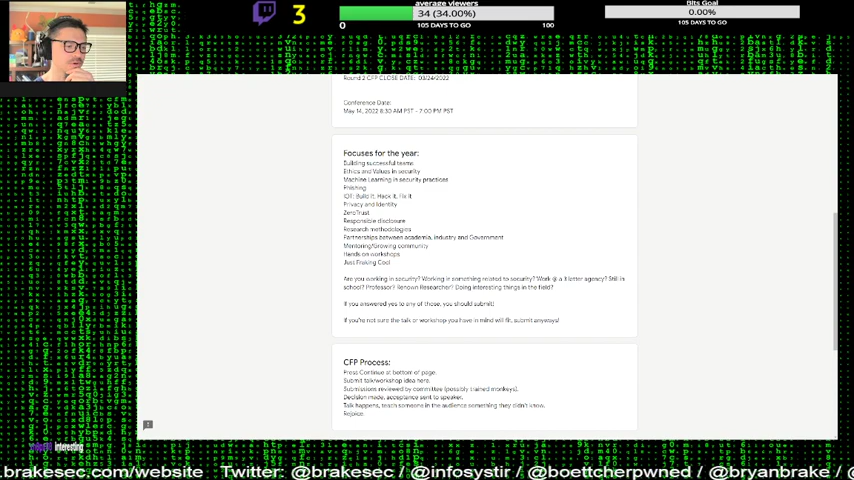 average viewers
3
34 (34.00%)
0
105 DAYS TO GO
100
Bits Goal
0.00%
105 DAYS TO GO
Round 2 CFP CLOSE DATE: 03/24/2022
Conference Date:
May 14, 2022 8:30 AM PST - 7:00 PM PST
Focuses for the year:
Building successful teams
Ethics and Values in security
Machine Learning in security practices
Phishing
IOT: Build It, Hack It, Fix It
Privacy and Identity
ZeroTrust
Responsible disclosure
Research methodologies
Partnerships between academia, industry and Government
Mentoring/Growing community
Hands on workshops
Just Friking Cool
Are you working in security? Working in something related to security? Work @ a 3 letter agency? Still in
school? Professor? Renown Researcher? Doing interesting things in the field?
If you answered yes to any of those, you should submit!
If you're not sure the talk or workshop you have in mind will fit, submit anyways!
CFP Process:
Press Continue at bottom of page.
Submit talk/workshop idea here.
Submissions reviewed by committee (possibly trained monkeys).
Decision made, acceptance sent to speaker.
Talk happens, teach someone in the audience something they didn't know.
Rejoice.
interesting
.brakesec.com/website Twitter: @brakesec / @infosystir / @boettcherpwned / @bryanbrake / @